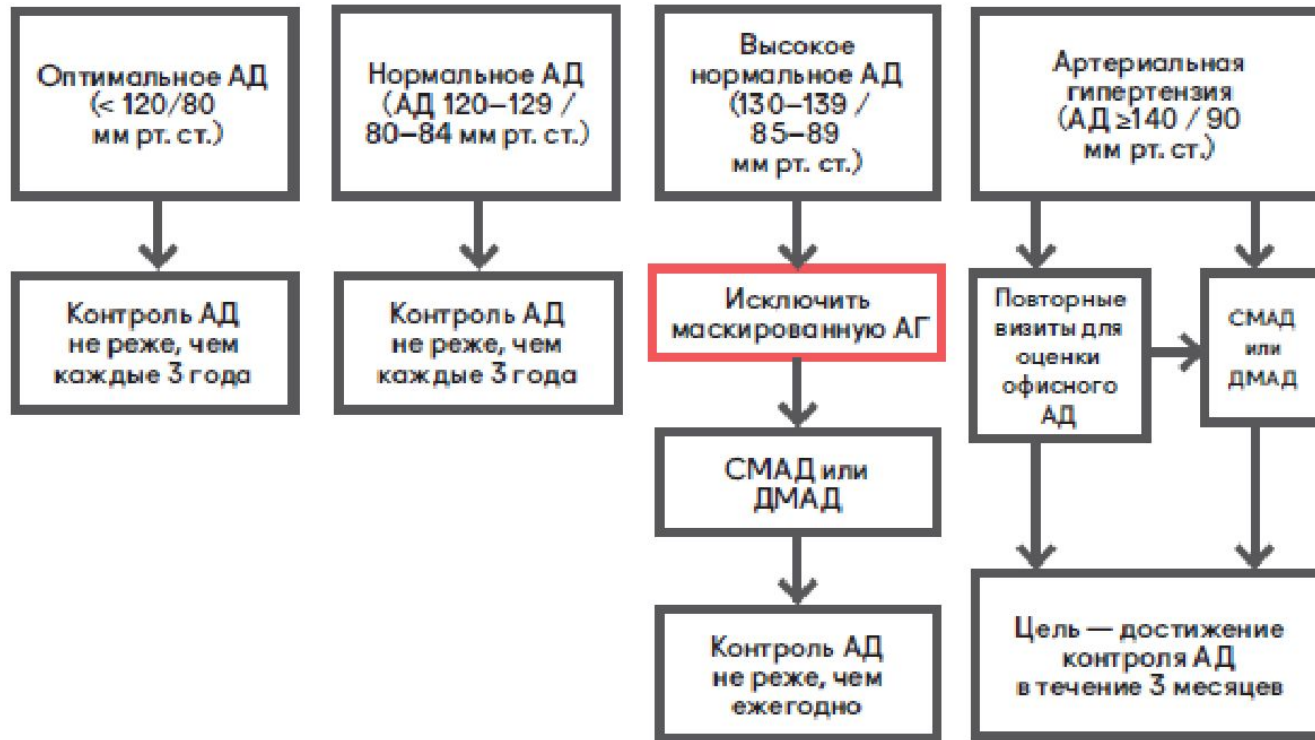 Оптимальное АД
(< 120/80
мм рт. ст.)
Нормальное АД
(АД 120–129 /
80–84 мм рт. ст.)
Высокое
нормальное АД
(130–139 /
85–89
мм рт. ст.)
Артериальная
гипертензия
(АД ≥140 / 90
мм рт. ст.)
Контроль АД
не реже, чем
каждые 3 года
Контроль АД
не реже, чем
каждые 3 года
Исключить
маскированную АГ
Повторные
визиты для
оценки
офисного
АД
СМАД
или
ДМАД
СМАД или
ДМАД
Контроль АД
не реже, чем
ежегодно
Цель — достижение
контроля АД
в течение 3 месяцев